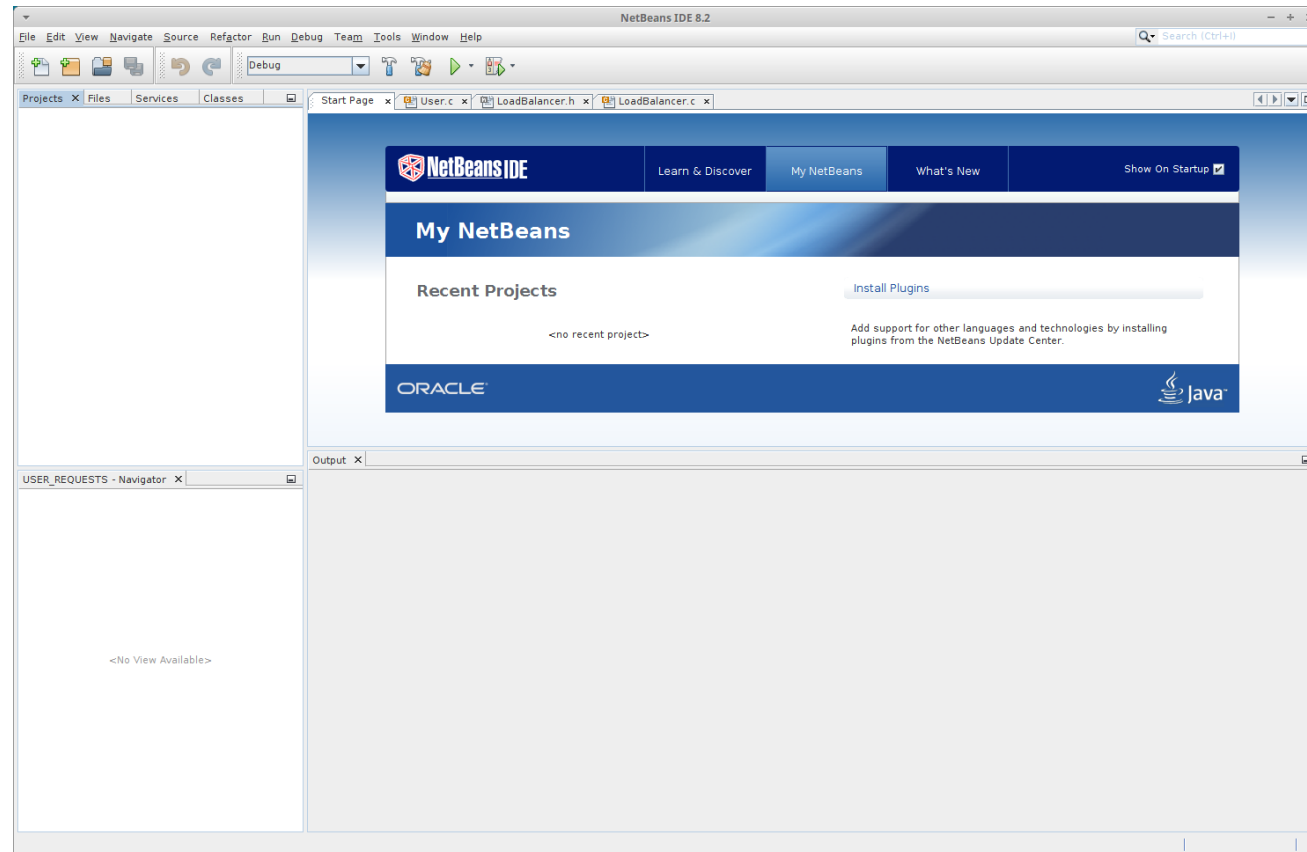 NetBeans IDE 8.2
File Edit View Navigate Source Refactor Run Debug Team Tools Window Help
Search (Ctrl+I)
Debug
Projects Files Services Classes
Start Page User.c LoadBalancer.h LoadBalancer.c
NetBeans IDE
Learn & Discover
My NetBeans
What's New
Show On Startup
My NetBeans
Recent Projects
<no recent project>
Install Plugins
Add support for other languages and technologies by installing
plugins from the NetBeans Update Center.
ORACLE
Java
Output
USER_REQUESTS - Navigator
<No View Available>